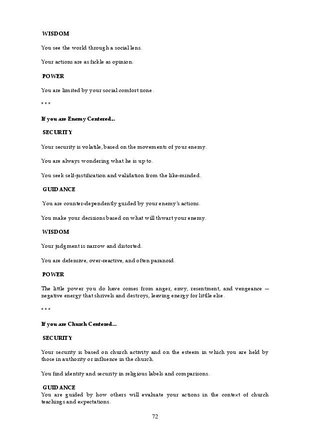 WISDOM
You see the world through a social lens.
Your actions are as fickle as opinion.
POWER
You are limited by your social comfort zone.
* * *
If you are Enemy Centered...
SECURITY
Your security is volatile, based on the movements of your enemy.
You are always wondering what he is up to.
You seek self-justification and validation from the like-minded.
GUIDANCE
You are counter-dependently guided by your enemy's actions.
You make your decisions based on what will thwart your enemy.
WISDOM
Your judgment is narrow and distorted.
You are defensive, over-reactive, and often paranoid.
POWER
The little power you do have comes from anger, envy, resentment, and vengeance --
negative energy that shrivels and destroys, leaving energy for little else.
* * *
If you are Church Centered...
SECURITY
Your security is based on church activity and on the esteem in which you are held by
those in authority or influence in the church.
You find identity and security in religious labels and comparisons.
GUIDANCE
You are guided by how others will evaluate your actions in the context of church
teachings and expectations.
72